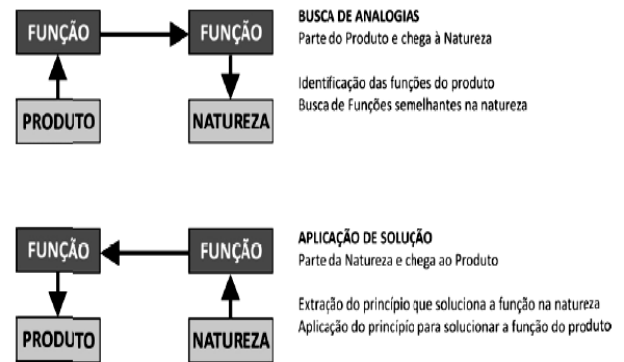 FUNÇÃO FUNÇÃO
PRODUTO NATUREZA
BUSCA DE ANALOGIAS
Parte do Produto e chega à Natureza
Identificação das funções do produto
Busca de Funções semelhantes na natureza
FUNÇÃO FUNÇÃO
PRODUTO NATUREZA
APLICAÇÃO DE SOLUÇÃO
Parte da Natureza e chega ao Produto
Extração do princípio que soluciona a função na natureza
Aplicação do princípio para solucionar a função do produto